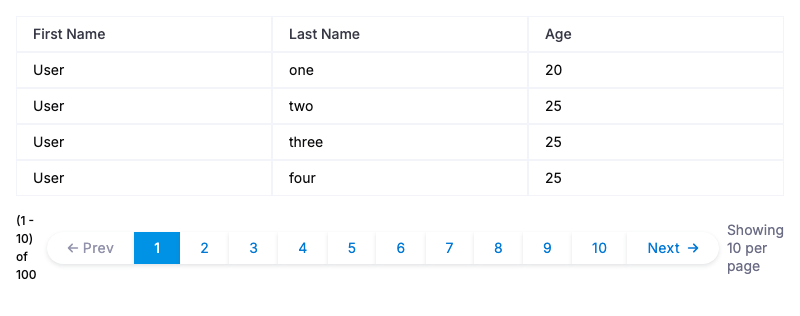 First Name Last Name Age
User one 20
User two 25
User three 25
User four 25
(1 -
10)
of
100
← Prev 1 2 3 4 5 6 7 8 9 10 Next →
Showing
10 per
page